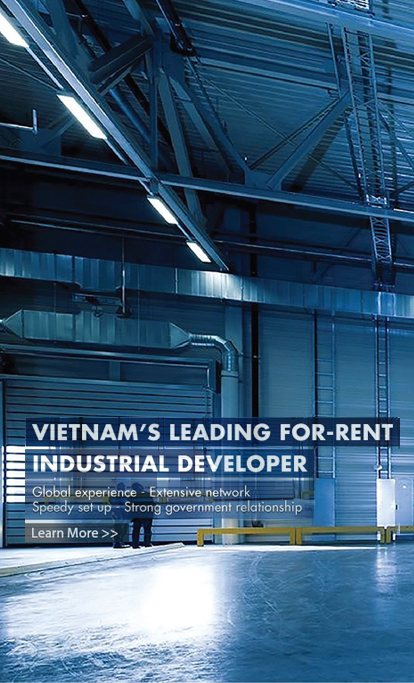 VIETNAM'S LEADING FOR-RENT
INDUSTRIAL DEVELOPER
Global experience - Extensive network
Speedy set up - Strong government relationship
Learn More >>